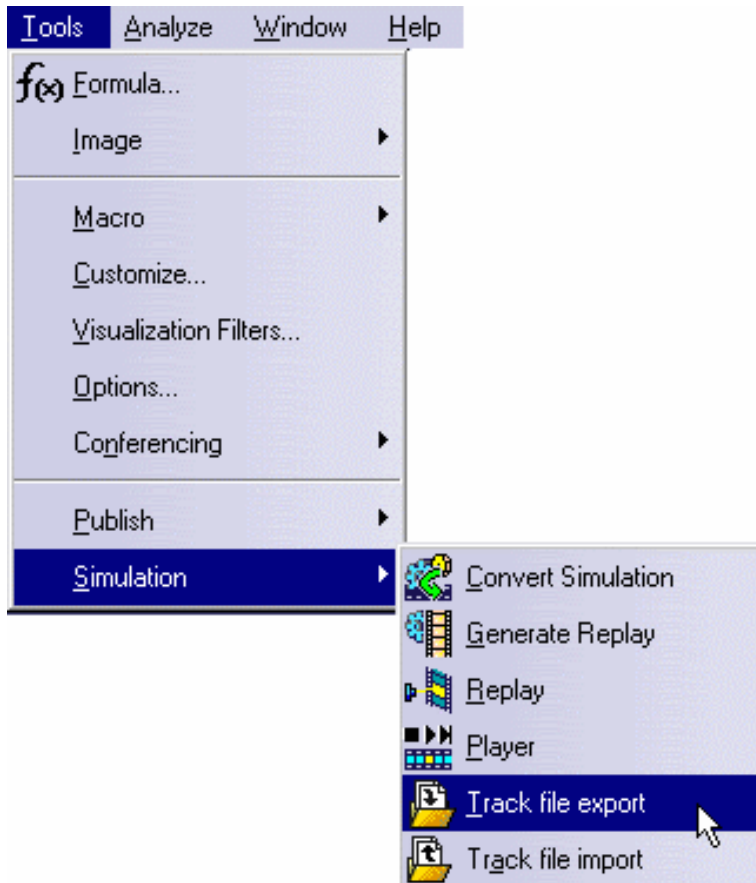 Tools Analyze Window Help
f(x) Formula...
Image
Macro
Customize...
Visualization Filters...
Options...
Conferencing
Publish
Simulation
Convert Simulation
Generate Replay
Replay
Player
Track file export
Track file import